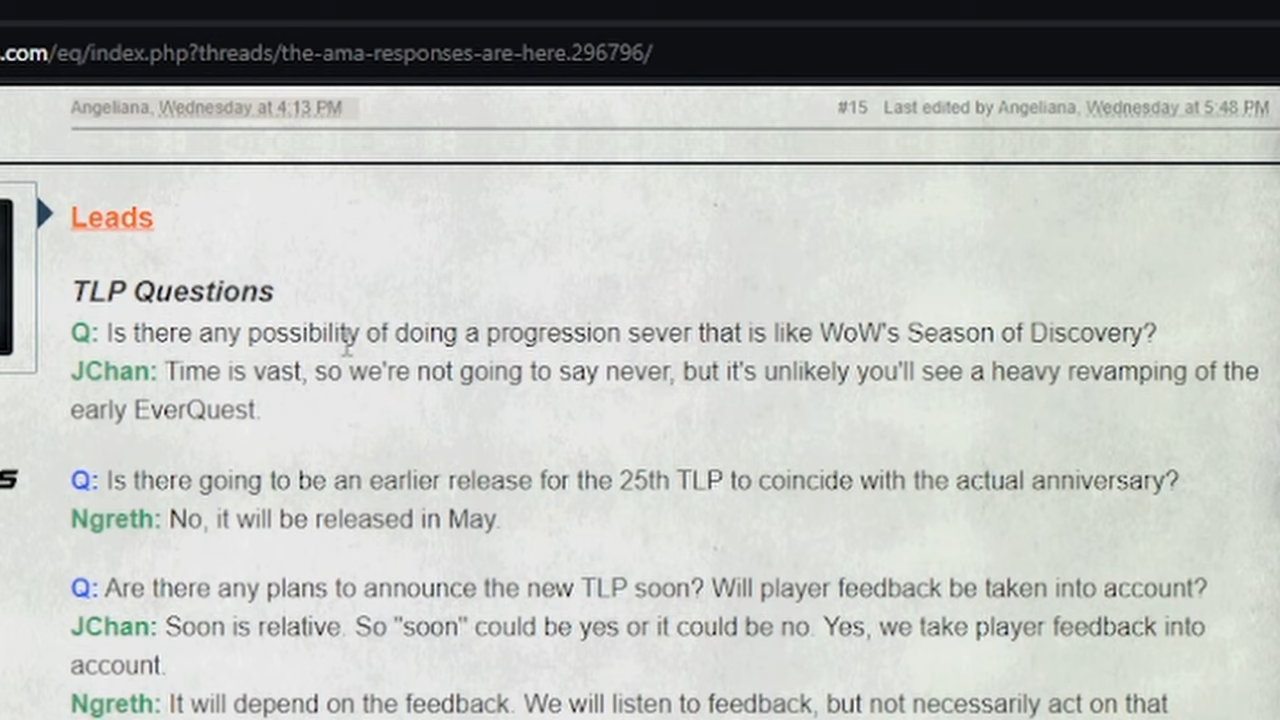 .com/eq/index.php?threads/the-ama-responses-are-here.296796/
Angeliana, Wednesday at 4:13 PM #15 Last edited by Angeliana, Wednesday at 5:48 PM
Leads
TLP Questions
Q: Is there any possibility of doing a progression sever that is like WoW's Season of Discovery?
JChan: Time is vast, so we're not going to say never, but it's unlikely you'll see a heavy revamping of the
early EverQuest.
Q: Is there going to be an earlier release for the 25th TLP to coincide with the actual anniversary?
Ngreth: No, it will be released in May.
Q: Are there any plans to announce the new TLP soon? Will player feedback be taken into account?
JChan: Soon is relative. So "soon" could be yes or it could be no. Yes, we take player feedback into
account.
Ngreth: It will depend on the feedback. We will listen to feedback, but not necessarily act on that